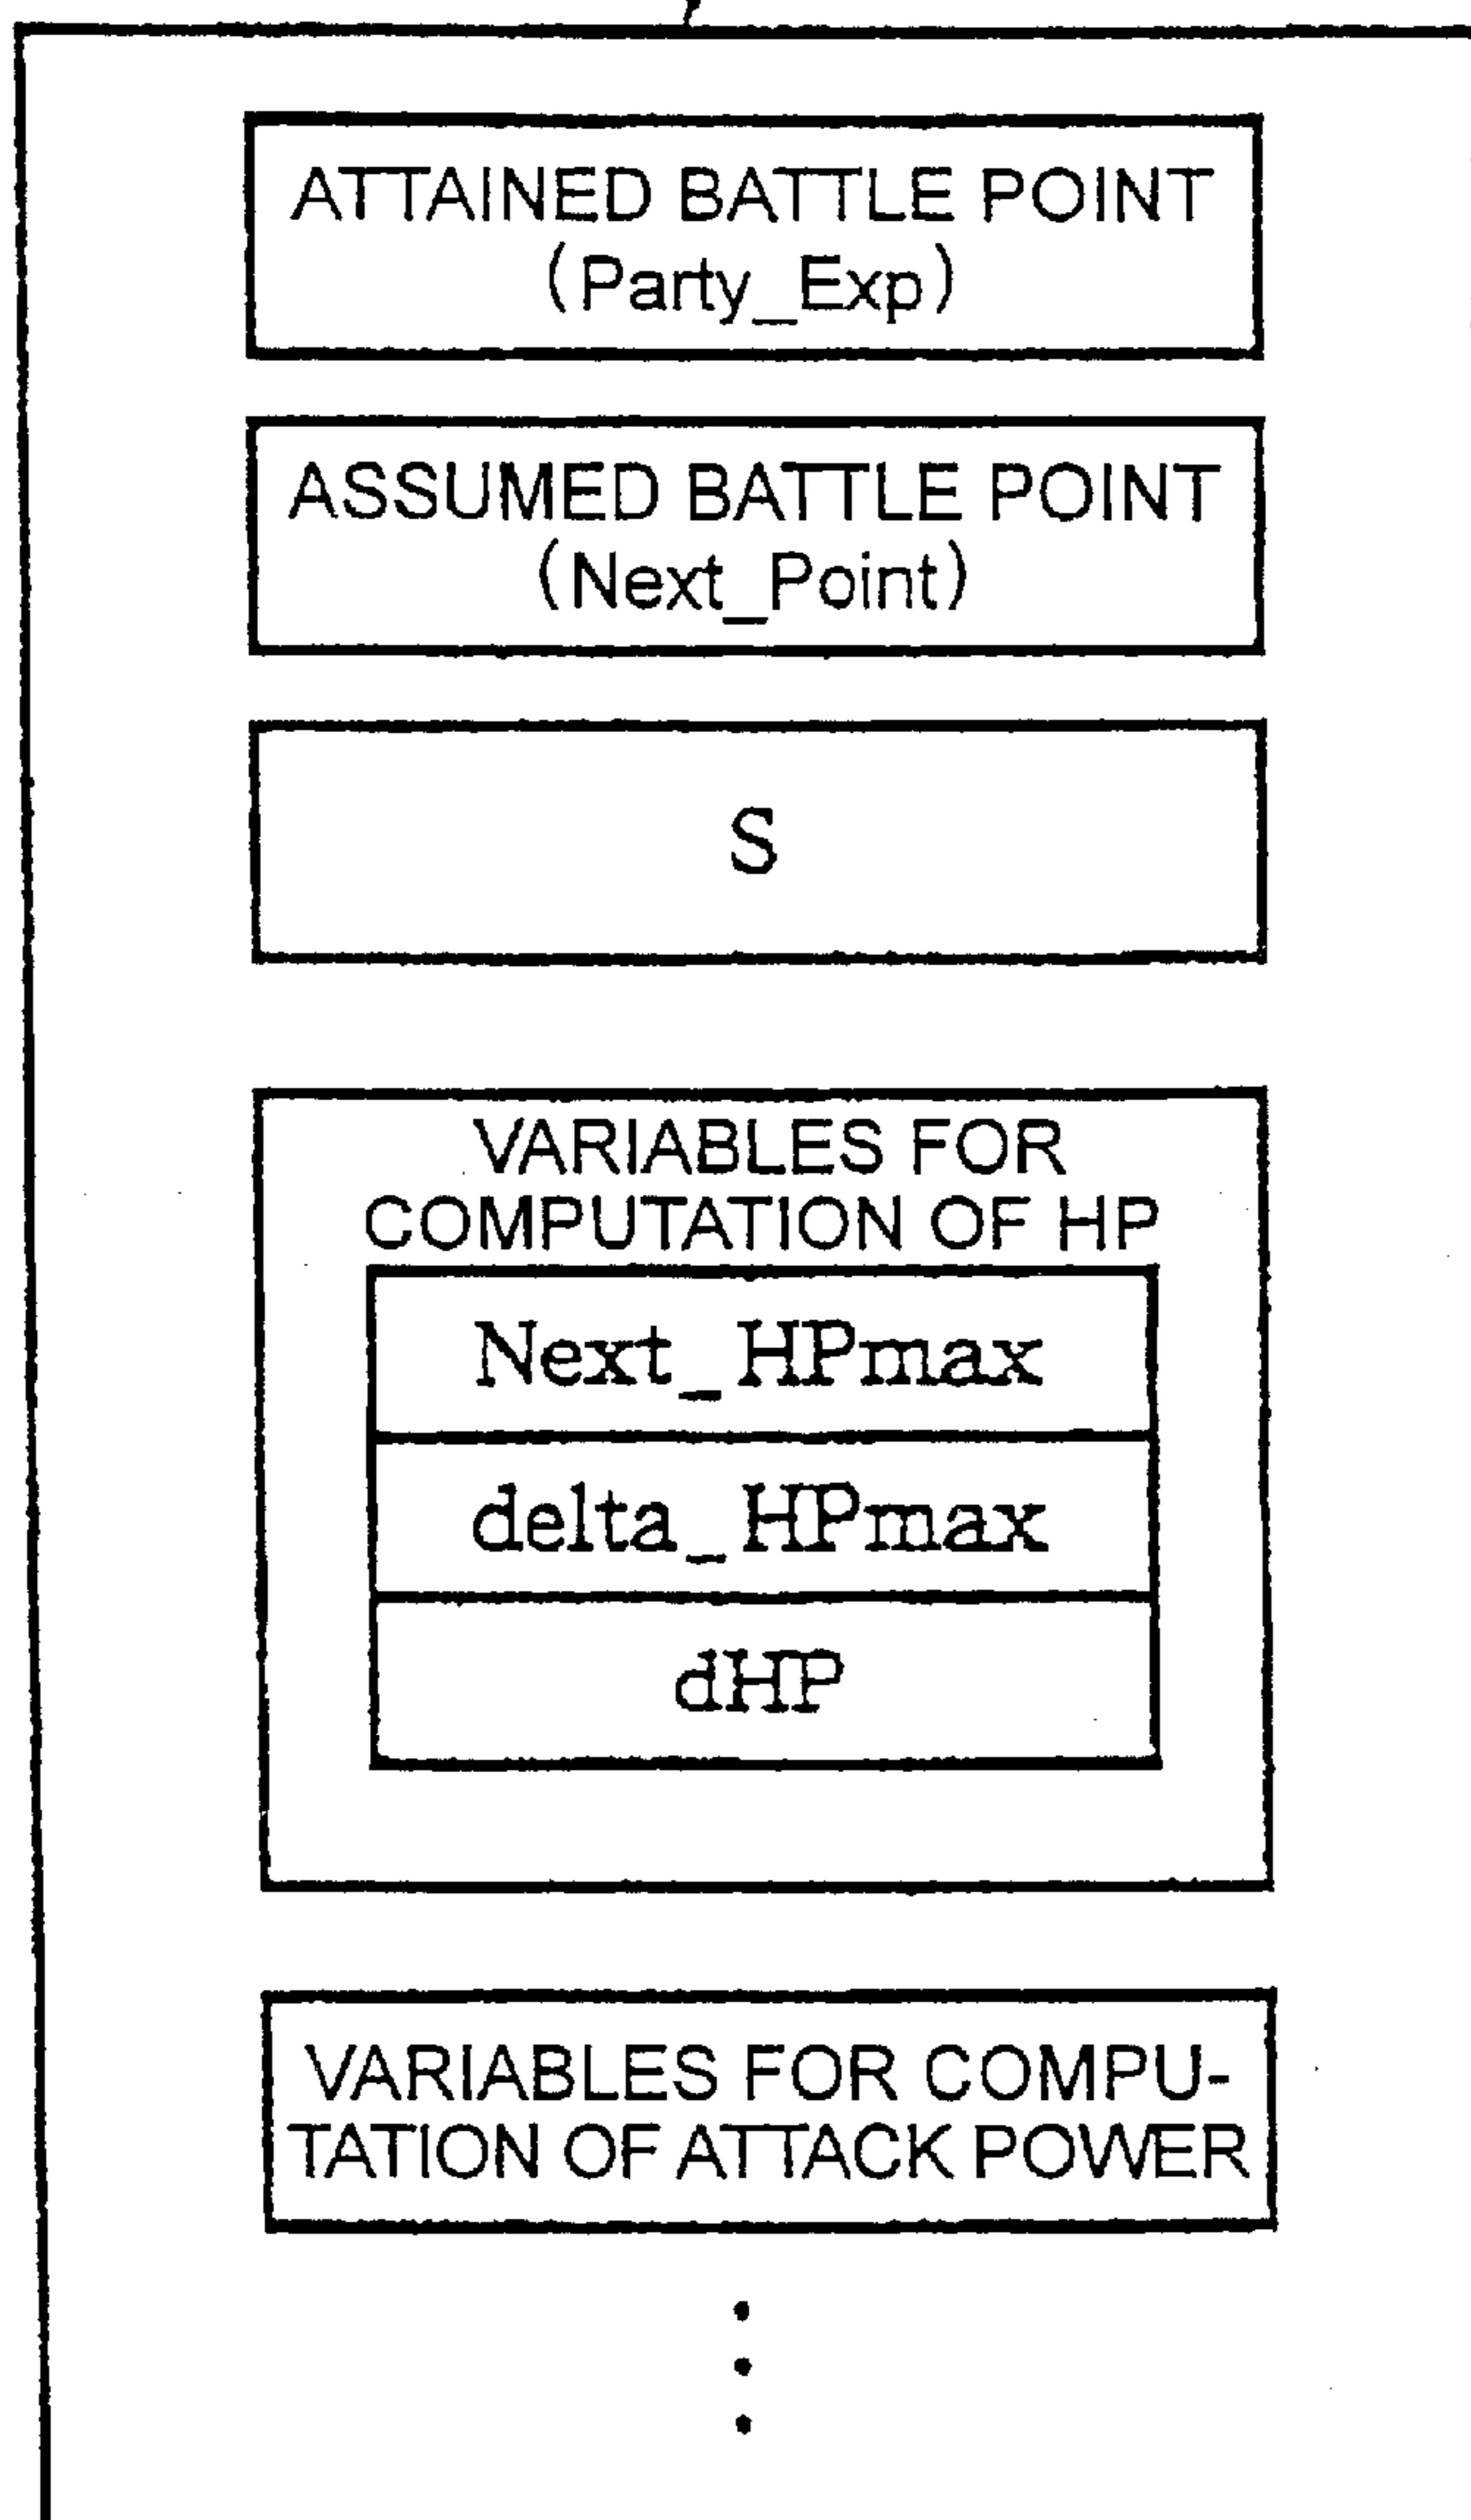 ATTAINED BATTLE POINT
(Party_Exp)
ASSUMED BATTLE POINT
(Next_Point)
S
VARIABLES FOR
COMPUTATION OF HP
Next_HPmax
delta_HPmax
dHP
VARIABLES FOR COMPU-
TATION OF ATTACK POWER